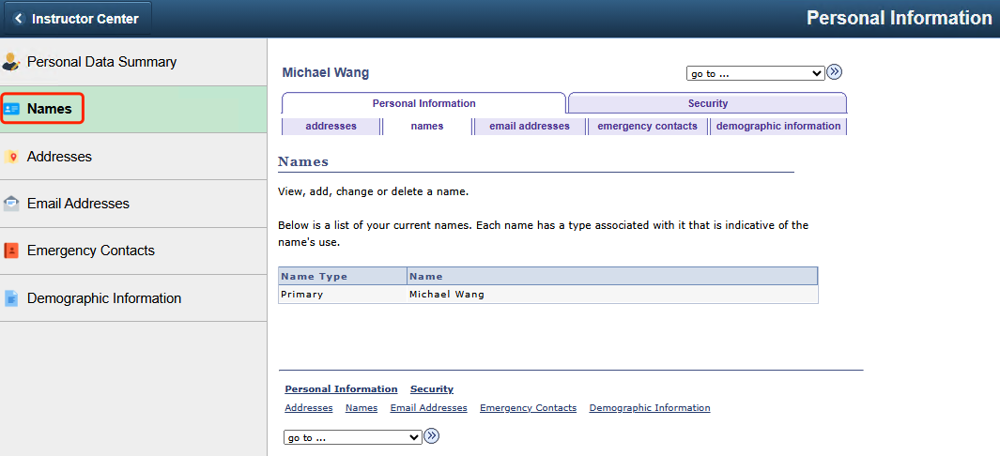 Instructor Center
Personal Information
Personal Data Summary
Names
Addresses
Email Addresses
Emergency Contacts
Demographic Information
Michael Wang
go to ...
Personal Information Security
addresses names email addresses emergency contacts demographic information
Names
View, add, change or delete a name.
Below is a list of your current names. Each name has a type associated with it that is indicative of the
name's use.
Name Type Name
Primary Michael Wang
Personal Information Security
Addresses Names Email Addresses Emergency Contacts Demographic Information
go to ...